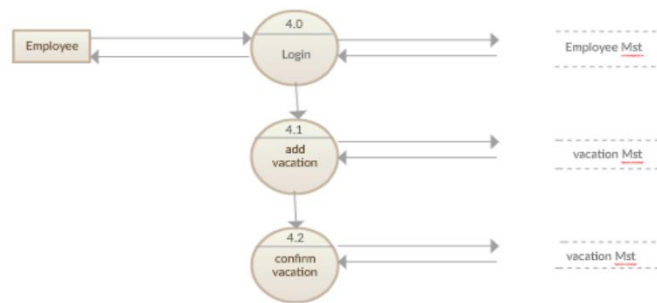 4.0
Employee
Login
Employee Mst
4.1
add
vacation
vacation Mst
4.2
confirm
vacation
vacation Mst